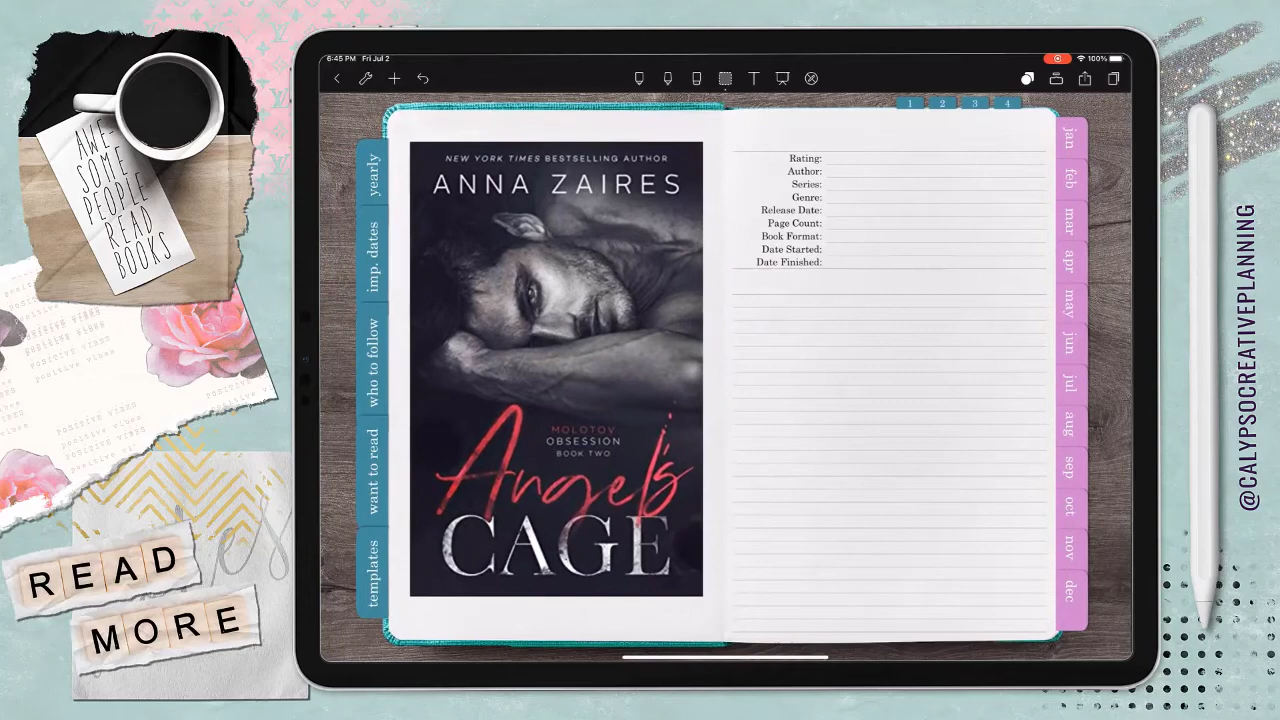 AWE-
SOME
PEOPLE
READ
BOOKS
POSITIVE VIBES
positive
READ
MORE
6:45 PM Fri Jul 2
100%
1 2 3 4
yearly
imp. dates
who to follow
want to read
templates
NEW YORK TIMES BESTSELLING AUTHOR
ANNA ZAIRES
MOLOTOV
OBSESSION
BOOK TWO
Angel's
CAGE
Rating:
Author:
Series:
Genre:
Release Date:
Page Count:
Book Format:
Date Started:
Date Finished:
jan
feb
mar
apr
may
jun
jul
aug
sep
oct
nov
dec
@CALYPSOCREATIVEPLANNING